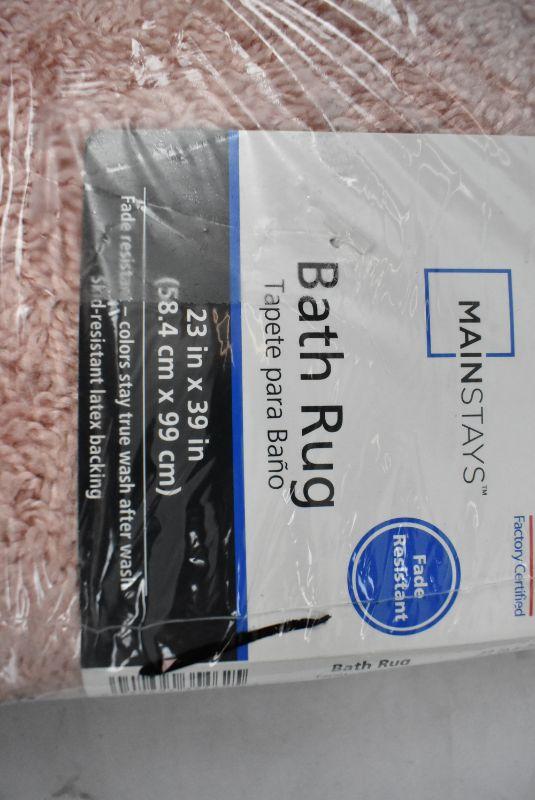 MAINSTAYS™
Factory Certified
Bath Rug
Tapete para Baño
Fade
Resistant
23 in x 39 in
(58.4 cm x 99 cm)
Fade resistant – colors stay true wash after wash
Skid-resistant latex backing
Bath Rug